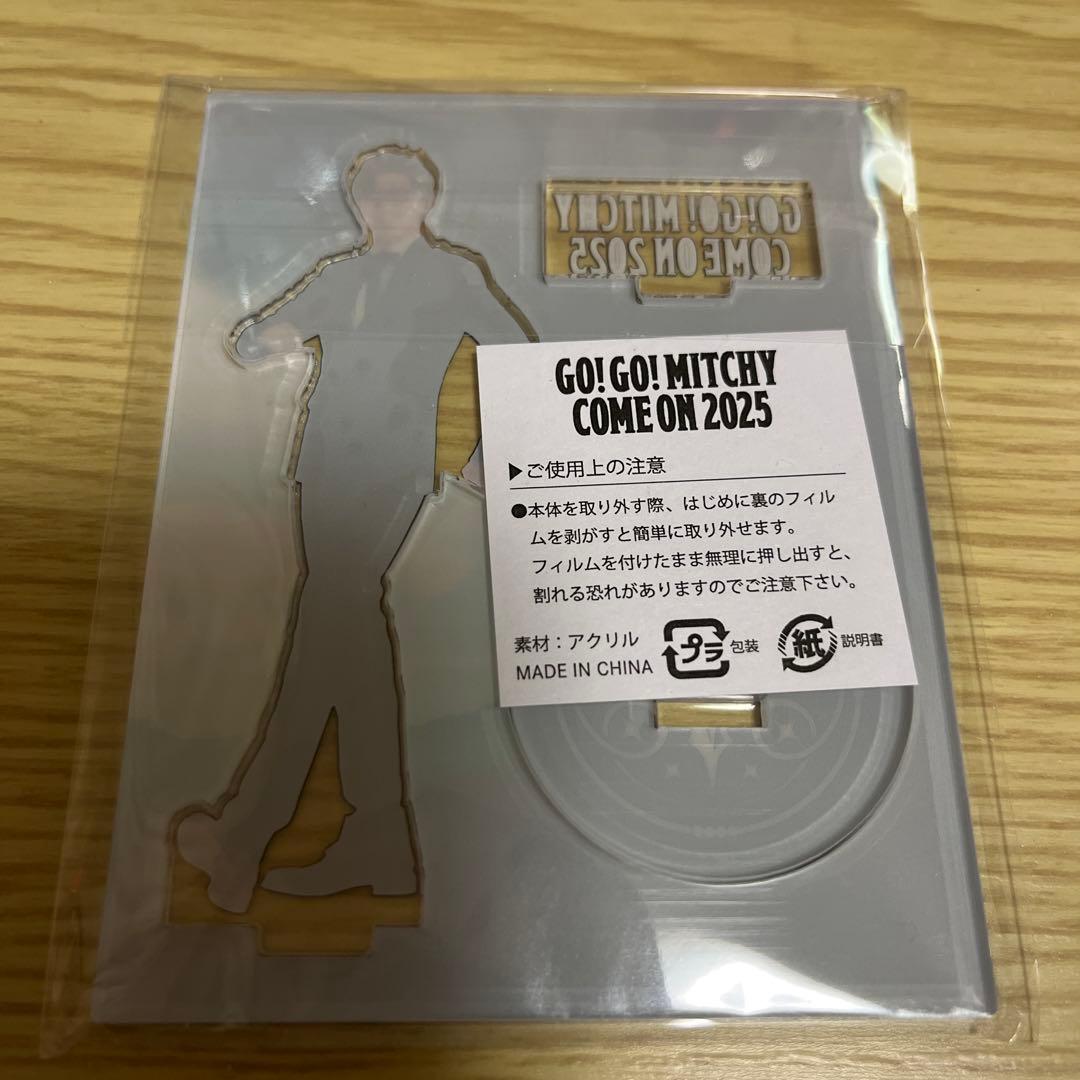 GO! GO! MITCHY
COME ON 2025
GO! GO! MITCHY
COME ON 2025
▶ご使用上の注意
●本体を取り外す際、はじめに裏のフィル
ムを剥がすと簡単に取り外せます。
フィルムを付けたまま無理に押し出すと、
割れる恐れがありますのでご注意下さい。
素材：アクリル
MADE IN CHINA
プラ 包装
紙 説明書